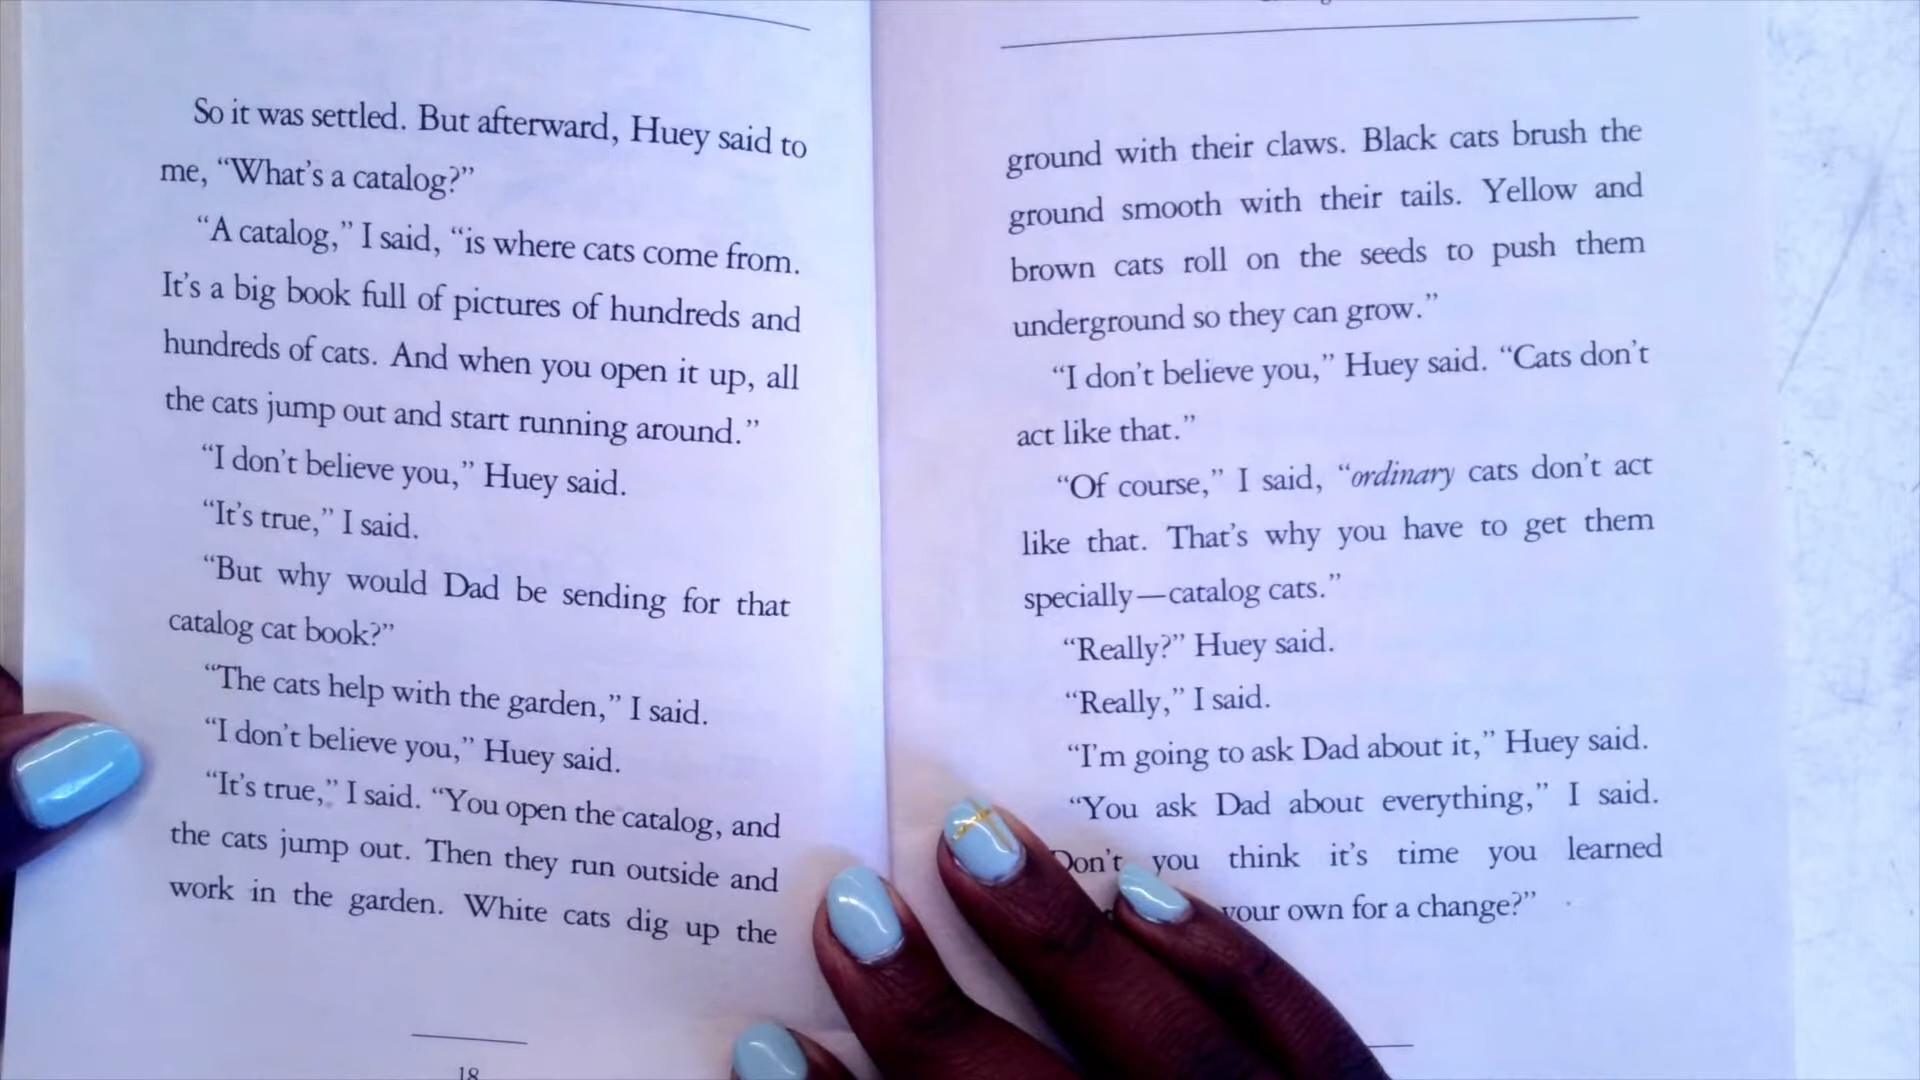 So it was settled. But afterward, Huey said to
me, “What's a catalog?”
“A catalog,” I said, “is where cats come from.
It's a big book full of pictures of hundreds and
hundreds of cats. And when you open it up, all
the cats jump out and start running around.”
“I don't believe you,” Huey said.
“It's true,” I said.
“But why would Dad be sending for that
catalog cat book?”
“The cats help with the garden,” I said.
“I don't believe you,” Huey said.
“It's true,” I said. “You open the catalog, and
the cats jump out. Then they run outside and
work in the garden. White cats dig up the
18
ground with their claws. Black cats brush the
ground smooth with their tails. Yellow and
brown cats roll on the seeds to push them
underground so they can grow.”
“I don't believe you,” Huey said. “Cats don't
act like that.”
“Of course,” I said, “ordinary cats don't act
like that. That's why you have to get them
specially—catalog cats.”
“Really?” Huey said.
“Really,” I said.
“I'm going to ask Dad about it,” Huey said.
“You ask Dad about everything,” I said.
Don't you think it's time you learned
your own for a change?”